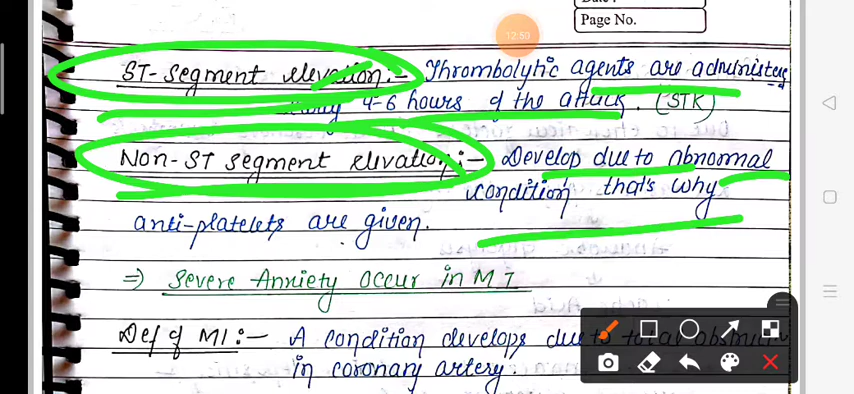 Page No.
12:50
ST-Segment elevation:- Thrombolytic agents are administer
4-6 hours of the attack. (STK)
Non-ST segment elevation:- Develop due to abnormal
condition that's why
anti-platelets are given.
⇒ Severe Anxiety Occur in MI
Def of MI:- A condition develops due to total
in coronary artery.